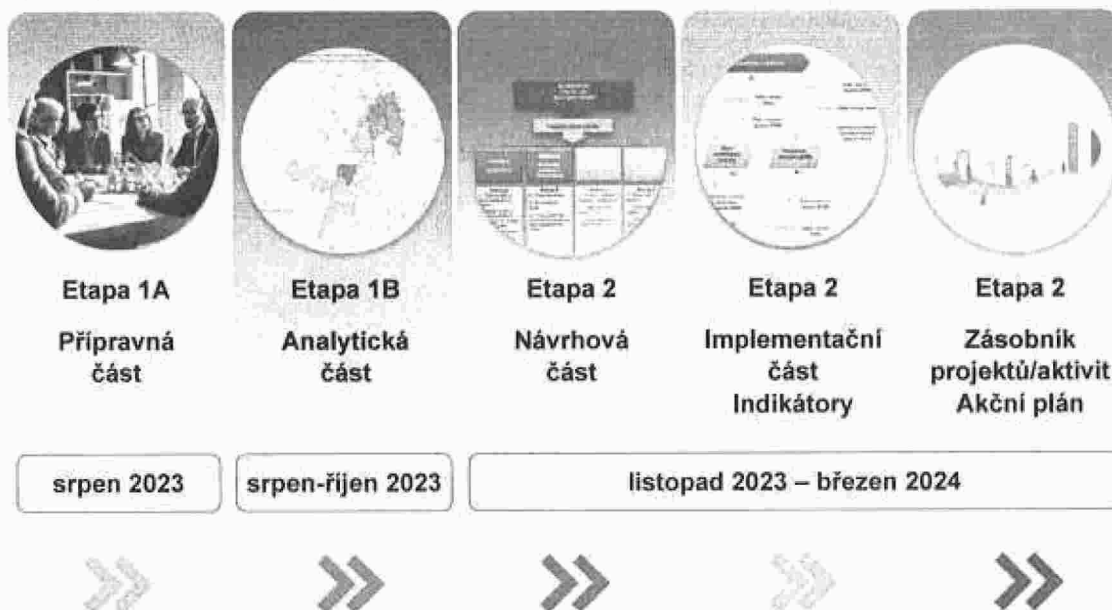 Etapa 1A
Přípravná
část
srpen 2023
Etapa 1B
Analytická
část
srpen-říjen 2023
Etapa 2
Návrhová
část
Etapa 2
Implementační
část
Indikátory
Etapa 2
Zásobník
projektů/aktivit
Akční plán
listopad 2023 – březen 2024